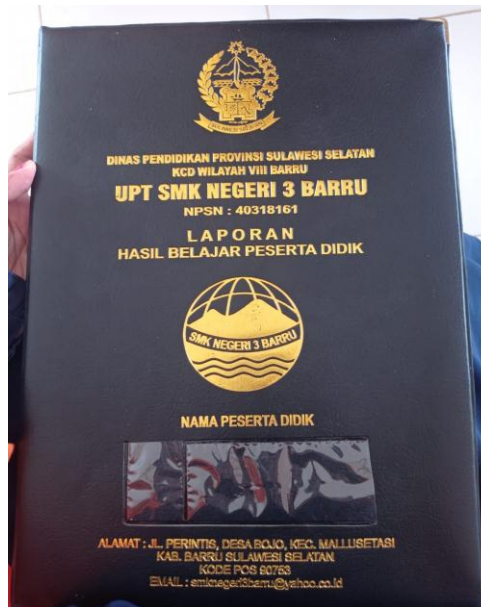 SULAWESI SELATAN
DINAS PENDIDIKAN PROVINSI SULAWESI SELATAN
KCD WILAYAH VIII BARRU
UPT SMK NEGERI 3 BARRU
NPSN : 40318161
LAPORAN
HASIL BELAJAR PESERTA DIDIK
SMK NEGERI 3 BARRU
NAMA PESERTA DIDIK
ALAMAT : JL. PERINTIS, DESA BOJO, KEC. MALLUSETASI
KAB. BARRU SULAWESI SELATAN
KODE POS 90753
EMAIL : smknegeri3barru@yahoo.co.id